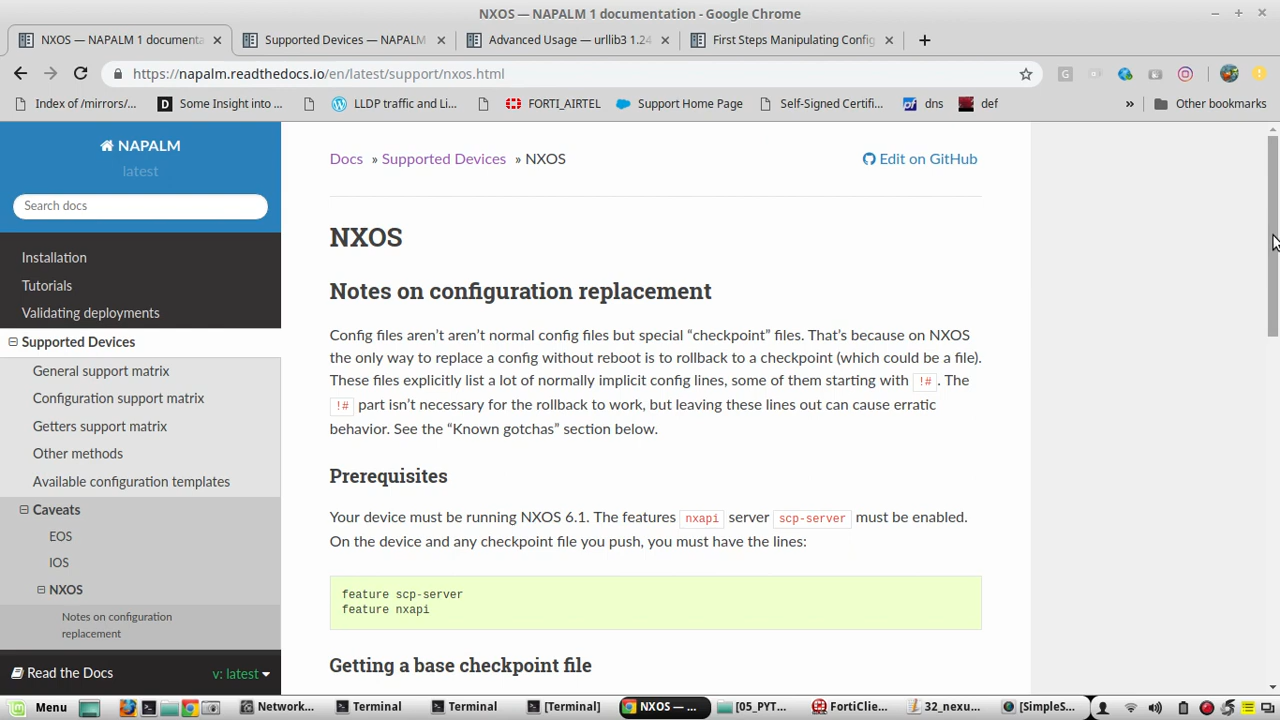 NXOS — NAPALM 1 documentation - Google Chrome
NXOS — NAPALM 1 documenta
Supported Devices — NAPALM
Advanced Usage — urllib3 1.24
First Steps Manipulating Config
https://napalm.readthedocs.io/en/latest/support/nxos.html
Index of /mirrors/...
Some Insight into ...
LLDP traffic and Li...
FORTI_AIRTEL
Support Home Page
Self-Signed Certifi...
dns
def
»
Other bookmarks
NAPALM
latest
Search docs
Installation
Tutorials
Validating deployments
Supported Devices
General support matrix
Configuration support matrix
Getters support matrix
Other methods
Available configuration templates
Caveats
EOS
IOS
NXOS
Notes on configuration
replacement
Read the Docs
v: latest
Docs » Supported Devices » NXOS
Edit on GitHub
NXOS
Notes on configuration replacement
Config files aren’t aren’t normal config files but special “checkpoint” files. That’s because on NXOS
the only way to replace a config without reboot is to rollback to a checkpoint (which could be a file).
These files explicitly list a lot of normally implicit config lines, some of them starting with !# . The
!# part isn’t necessary for the rollback to work, but leaving these lines out can cause erratic
behavior. See the “Known gotchas” section below.
Prerequisites
Your device must be running NXOS 6.1. The features nxapi server scp-server must be enabled.
On the device and any checkpoint file you push, you must have the lines:
feature scp-server
feature nxapi
Getting a base checkpoint file
Menu
Network...
Terminal
Terminal
[Terminal]
NXOS — ...
[05_PYT...
FortiClie...
32_nexu...
[SimpleS...